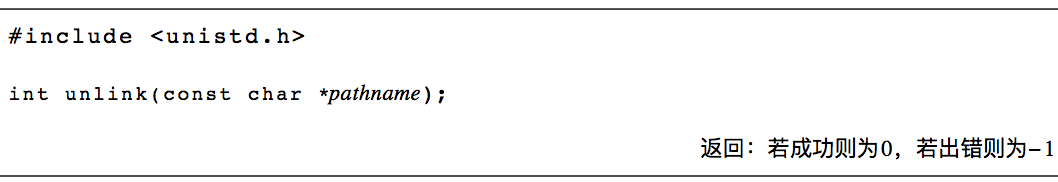 #include <unistd.h>
int unlink(const char *pathname);
返回：若成功则为0，若出错则为–1